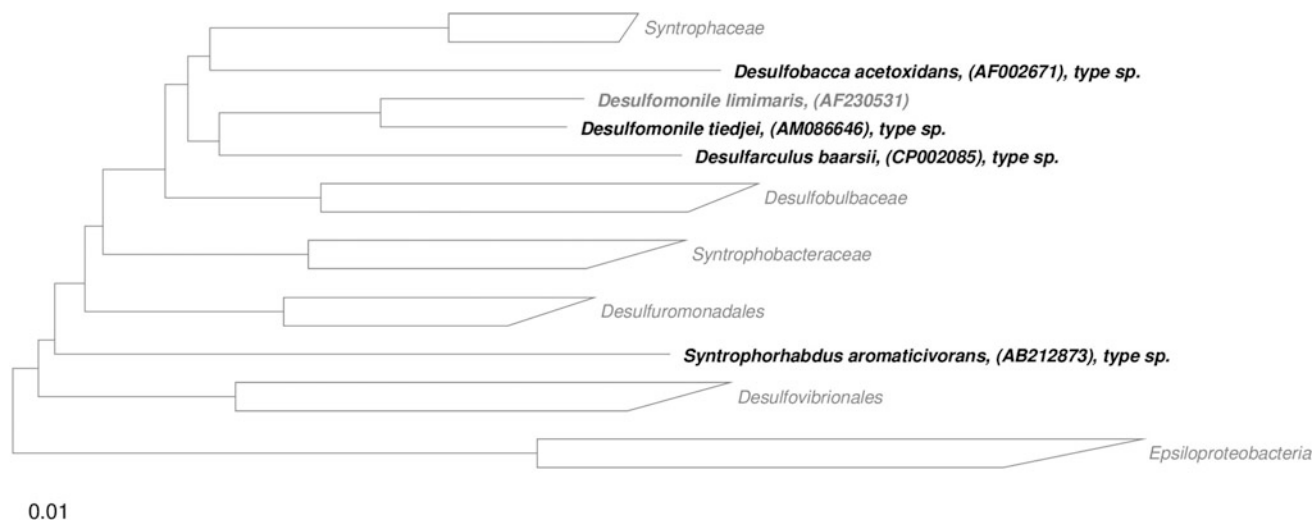 Syntrophaceae
Desulfobacca acetoxidans, (AF002671), type sp.
Desulfomonile limimaris, (AF230531)
Desulfomonile tiedjei, (AM086646), type sp.
Desulfarculus baarsii, (CP002085), type sp.
Desulfobulbaceae
Syntrophobacteraceae
Desulfuromonadales
Syntrophorhabdus aromaticivorans, (AB212873), type sp.
Desulfovibrionales
Epsiloproteobacteria
0.01